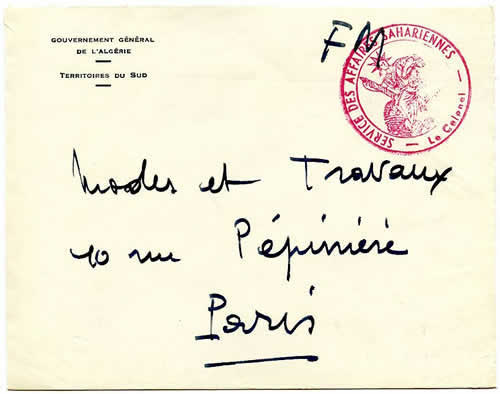 GOUVERNEMENT GÉNÉRAL
DE L'ALGÉRIE
TERRITOIRES DU SUD
FM
SERVICE DES AFFAIRES SAHARIENNES
— Le Colonel —
Modes et Travaux
10 rue Pépinière
Paris